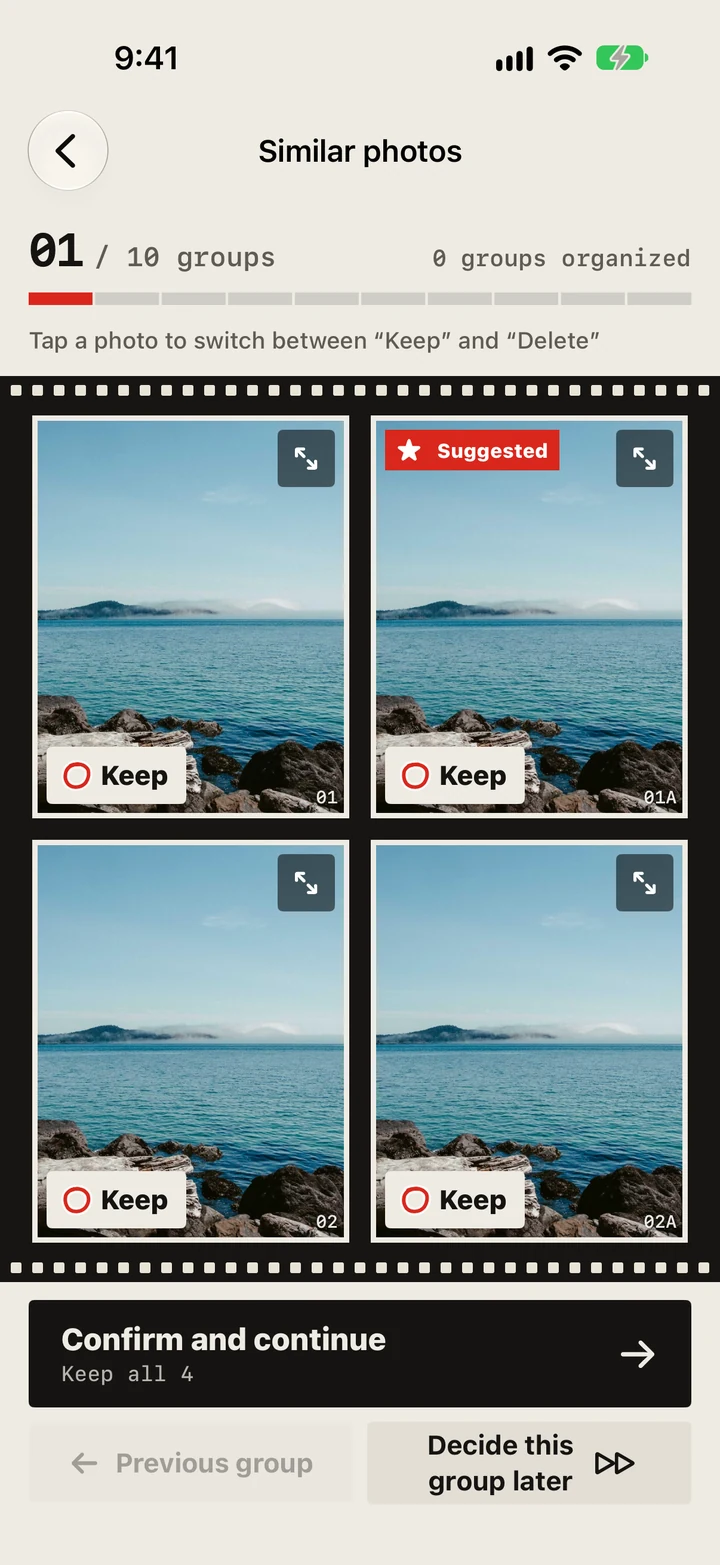 9:41
Similar photos
01 / 10 groups
0 groups organized
Tap a photo to switch between “Keep” and “Delete”
Suggested
Keep
01
Keep
01A
Keep
02
Keep
02A
Confirm and continue
Keep all 4
Previous group
Decide this
group later